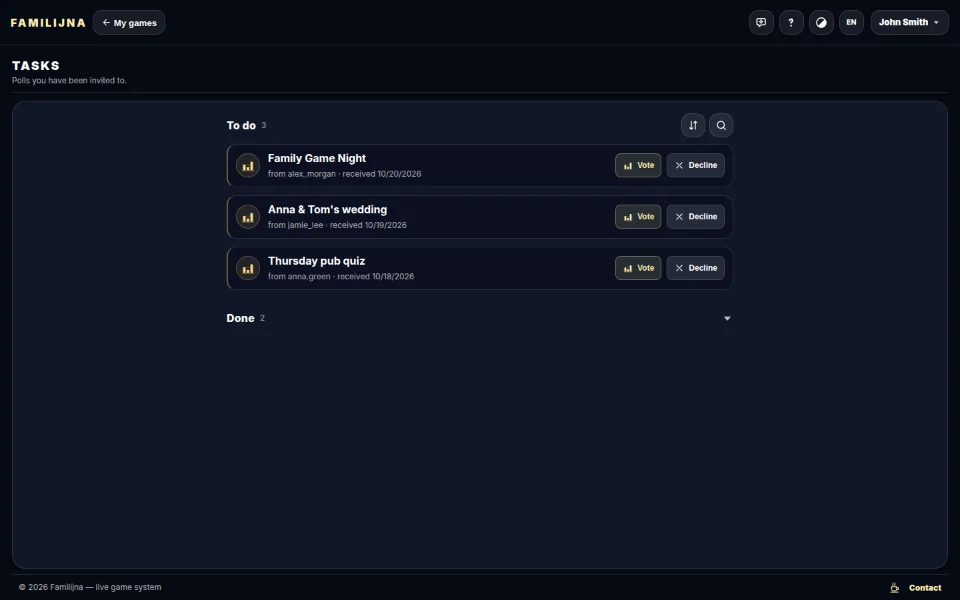 FAMILIJNA
← My games
?
EN
John Smith
TASKS
Polls you have been invited to.
To do 3
Family Game Night
from alex_morgan · received 10/20/2026
Vote
Decline
Anna & Tom's wedding
from jamie_lee · received 10/19/2026
Vote
Decline
Thursday pub quiz
from anna.green · received 10/18/2026
Vote
Decline
Done 2
© 2026 Familijna — live game system
Contact